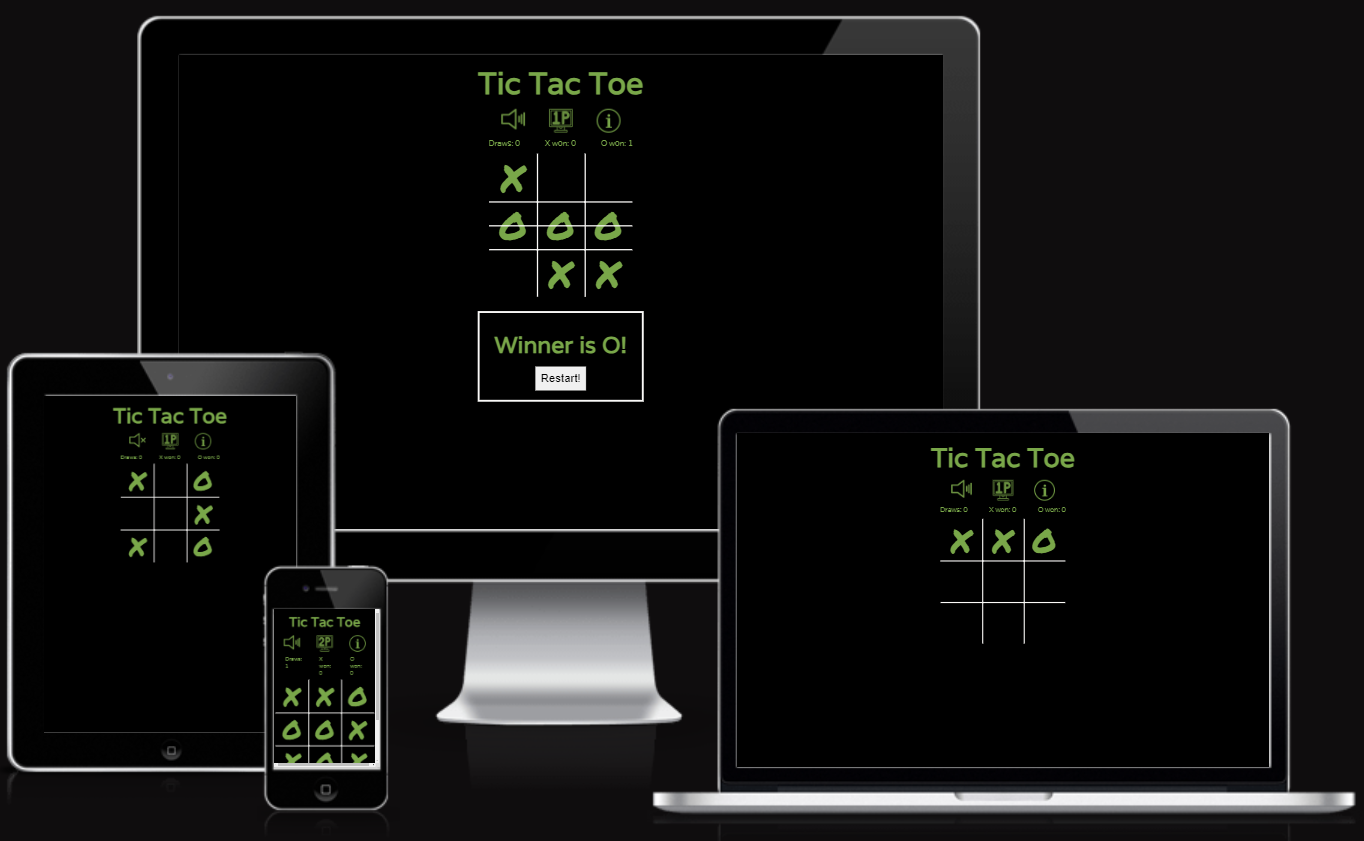 Tic Tac Toe
1P
Draws: 0 X won: 0 O won: 1
X
O O O
X X
Winner is O!
Restart!
Tic Tac Toe
1P
Draws: 0 X won: 0 O won: 0
X O
X
X O
Tic Tac Toe
2P
Draws: 1 X won: 0 O won: 0
X X O
O O X
X O X
Tic Tac Toe
1P
Draws: 0 X won: 0 O won: 0
X X O